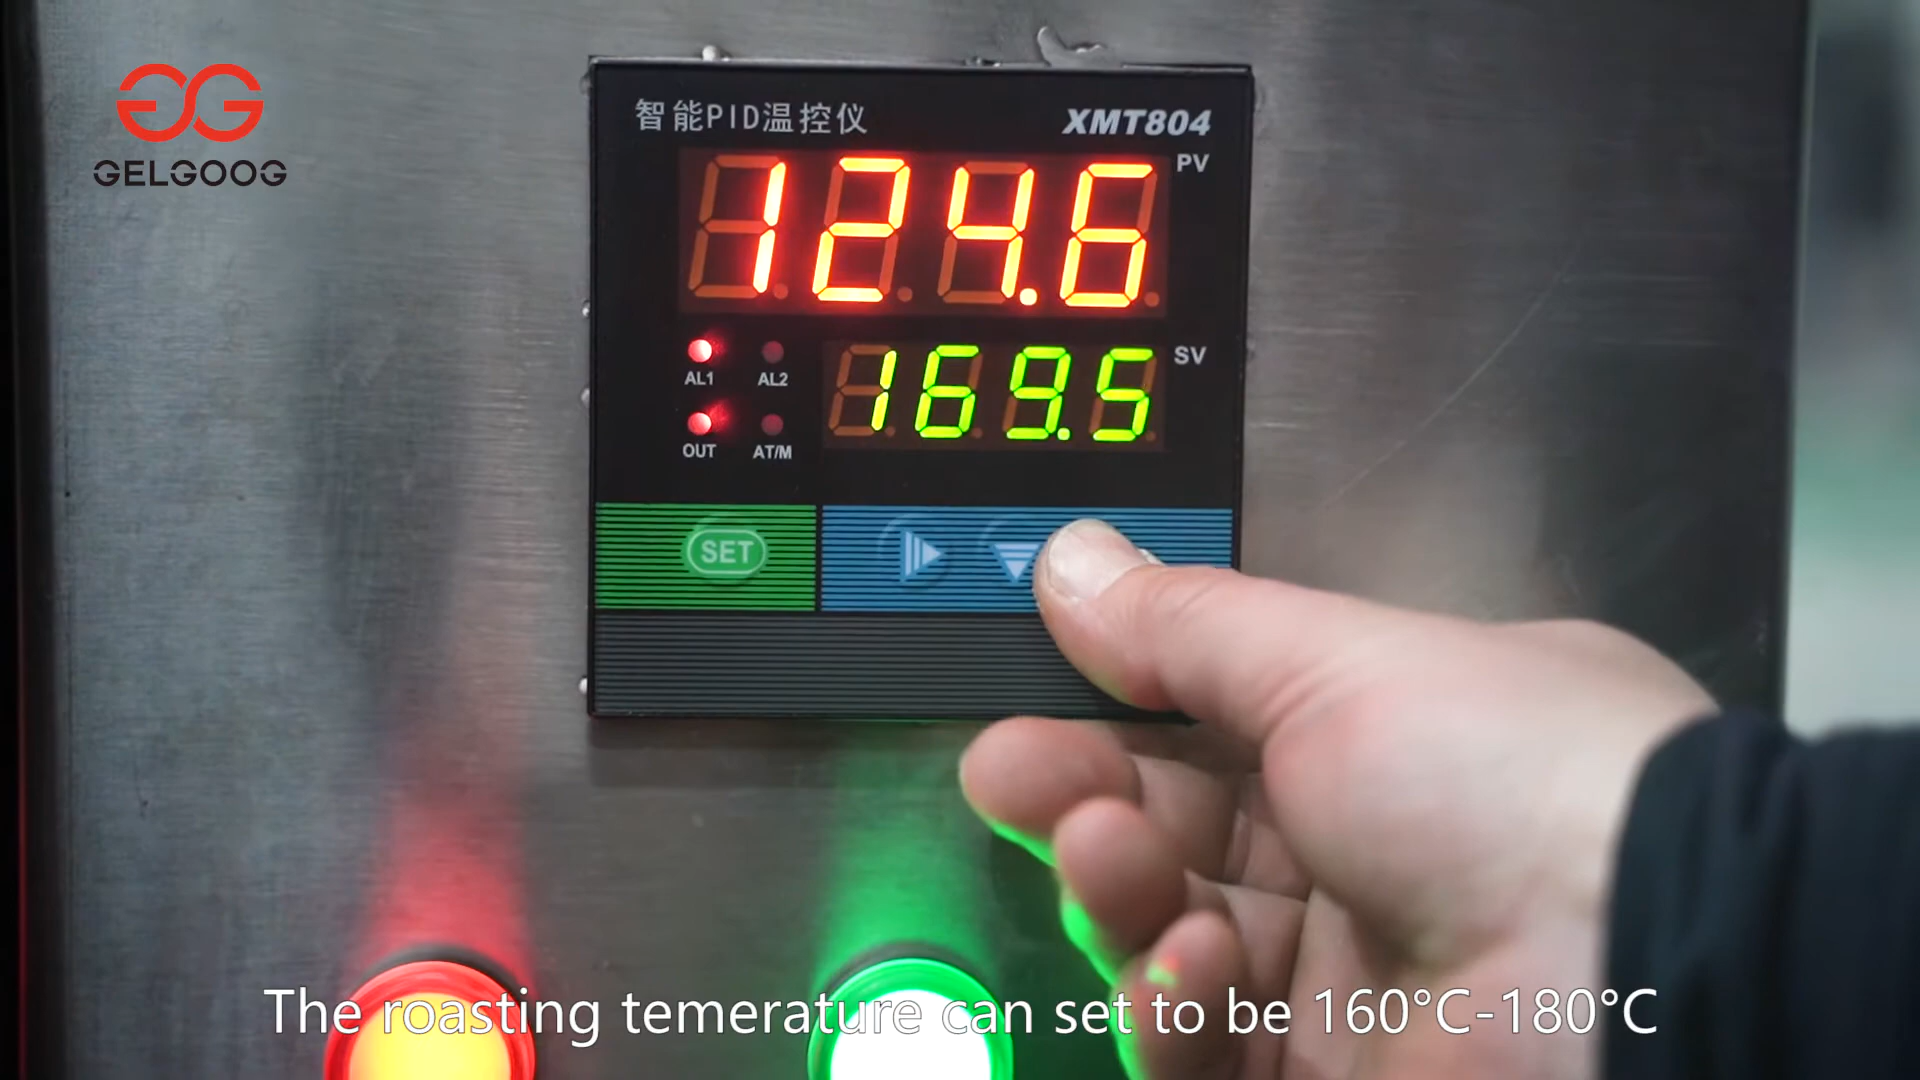 GELGOOG
智能PID温控仪
XMT804
PV
124.6
SV
169.5
AL1
AL2
OUT
AT/M
SET
The roasting temerature can set to be 160°C-180°C